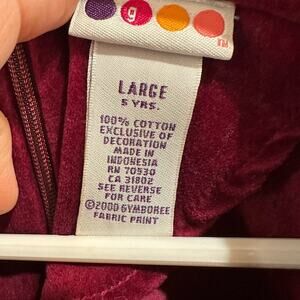 g
TM
LARGE
5 YRS.
100% COTTON
EXCLUSIVE OF
DECORATION
MADE IN
INDONESIA
RN 70530
CA 31802
SEE REVERSE
FOR CARE
©2000 GYMBOREE
FABRIC PRINT